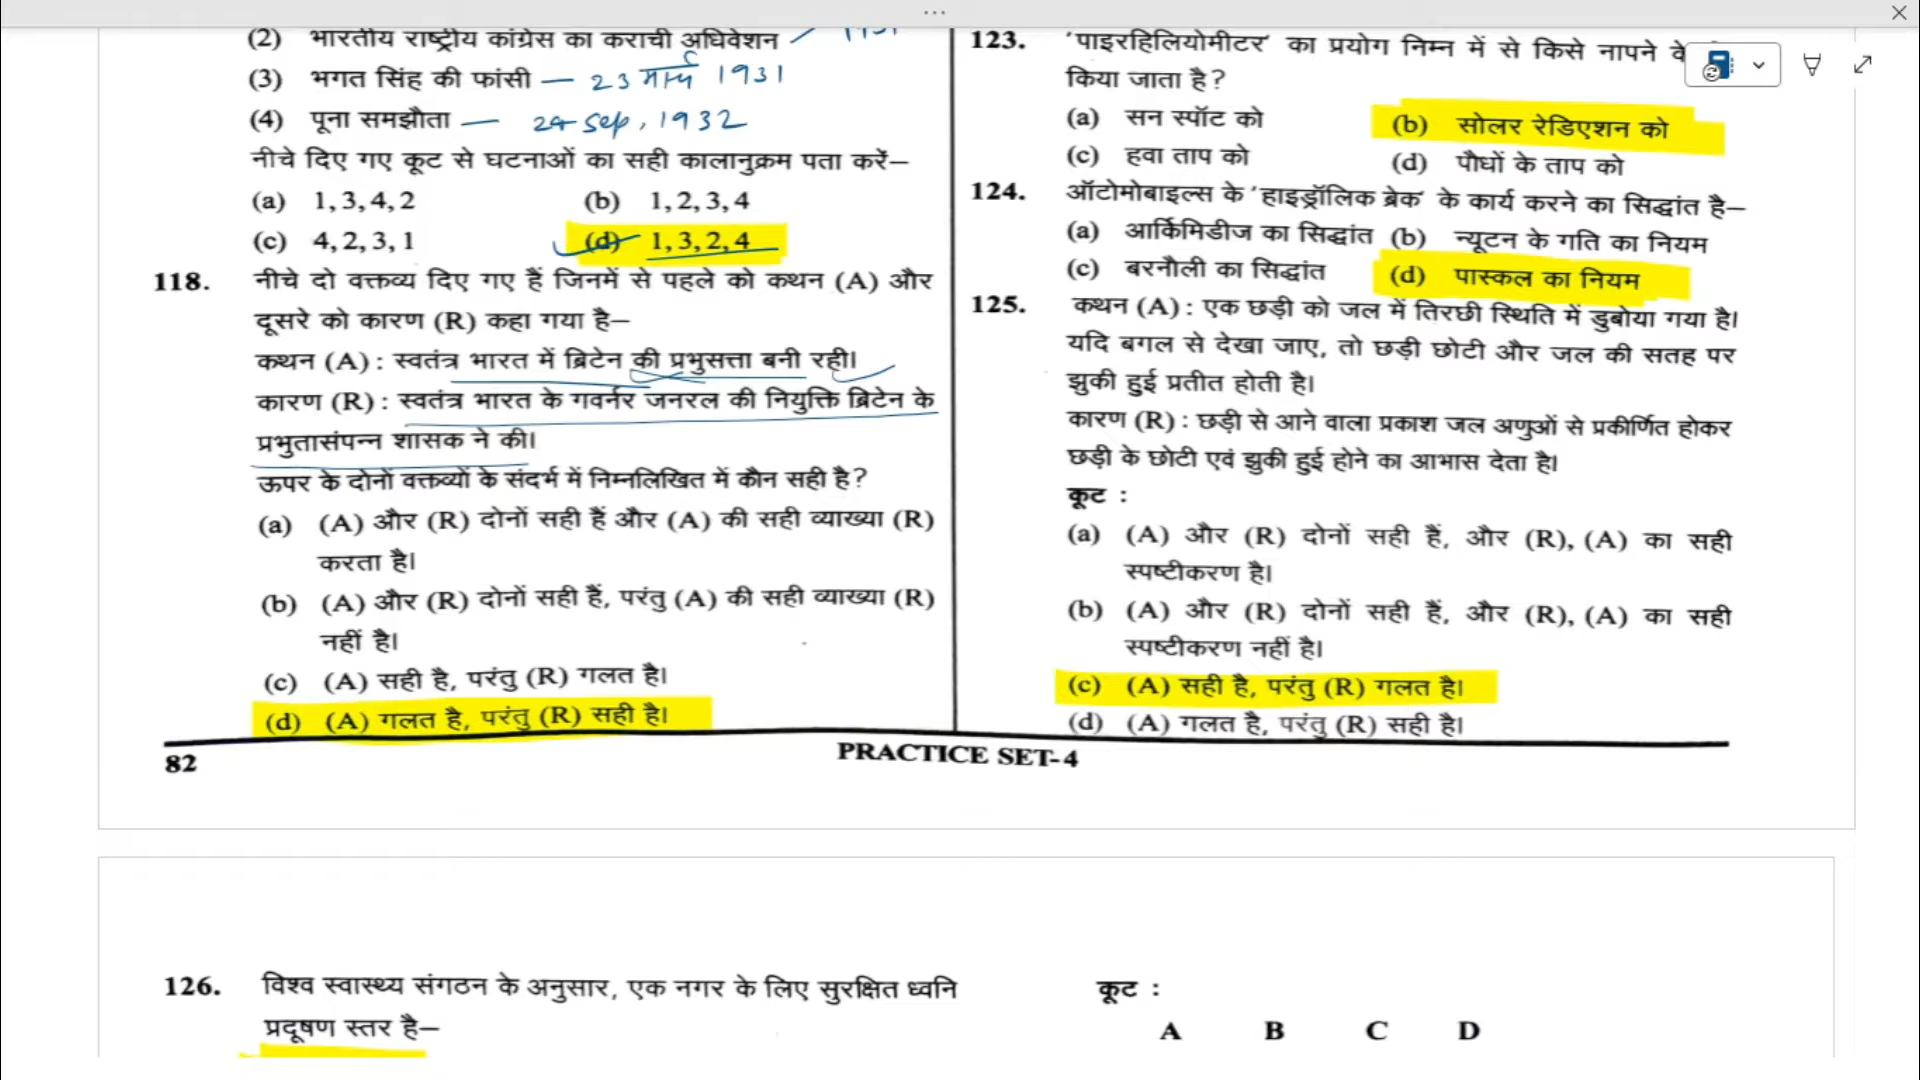 (2) भारतीय राष्ट्रीय कांग्रेस का कराची अधिवेशन –
(3) भगत सिंह की फांसी — 23 मार्च 1931
(4) पूना समझौता — 24 Sep, 1932
नीचे दिए गए कूट से घटनाओं का सही कालानुक्रम पता करें–
(a) 1, 3, 4, 2 (b) 1, 2, 3, 4
(c) 4, 2, 3, 1 (d) 1, 3, 2, 4
118. नीचे दो वक्तव्य दिए गए हैं जिनमें से पहले को कथन (A) और
दूसरे को कारण (R) कहा गया है–
कथन (A) : स्वतंत्र भारत में ब्रिटेन की प्रभुसत्ता बनी रही।
कारण (R) : स्वतंत्र भारत के गवर्नर जनरल की नियुक्ति ब्रिटेन के
प्रभुतासंपन्न शासक ने की।
ऊपर के दोनों वक्तव्यों के संदर्भ में निम्नलिखित में कौन सही है?
(a) (A) और (R) दोनों सही हैं और (A) की सही व्याख्या (R)
करता है।
(b) (A) और (R) दोनों सही हैं, परंतु (A) की सही व्याख्या (R)
नहीं है।
(c) (A) सही है, परंतु (R) गलत है।
(d) (A) गलत है, परंतु (R) सही है।
123. 'पाइरहिलियोमीटर' का प्रयोग निम्न में से किसे नापने के
किया जाता है?
(a) सन स्पॉट को (b) सोलर रेडिएशन को
(c) हवा ताप को (d) पौधों के ताप को
124. ऑटोमोबाइल्स के 'हाइड्रॉलिक ब्रेक' के कार्य करने का सिद्धांत है–
(a) आर्किमिडीज का सिद्धांत (b) न्यूटन के गति का नियम
(c) बरनौली का सिद्धांत (d) पास्कल का नियम
125. कथन (A) : एक छड़ी को जल में तिरछी स्थिति में डुबोया गया है।
यदि बगल से देखा जाए, तो छड़ी छोटी और जल की सतह पर
झुकी हुई प्रतीत होती है।
कारण (R) : छड़ी से आने वाला प्रकाश जल अणुओं से प्रकीर्णित होकर
छड़ी के छोटी एवं झुकी हुई होने का आभास देता है।
कूट :
(a) (A) और (R) दोनों सही हैं, और (R), (A) का सही
स्पष्टीकरण है।
(b) (A) और (R) दोनों सही हैं, और (R), (A) का सही
स्पष्टीकरण नहीं है।
(c) (A) सही है, परंतु (R) गलत है।
(d) (A) गलत है, परंतु (R) सही है।
82 PRACTICE SET-4
126. विश्व स्वास्थ्य संगठन के अनुसार, एक नगर के लिए सुरक्षित ध्वनि
प्रदूषण स्तर है–
कूट :
A B C D